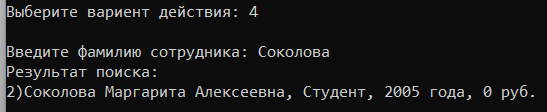 Выберите вариант действия: 4
Введите фамилию сотрудника: Соколова
Результат поиска:
2)Соколова Маргарита Алексеевна, Студент, 2005 года, 0 руб.